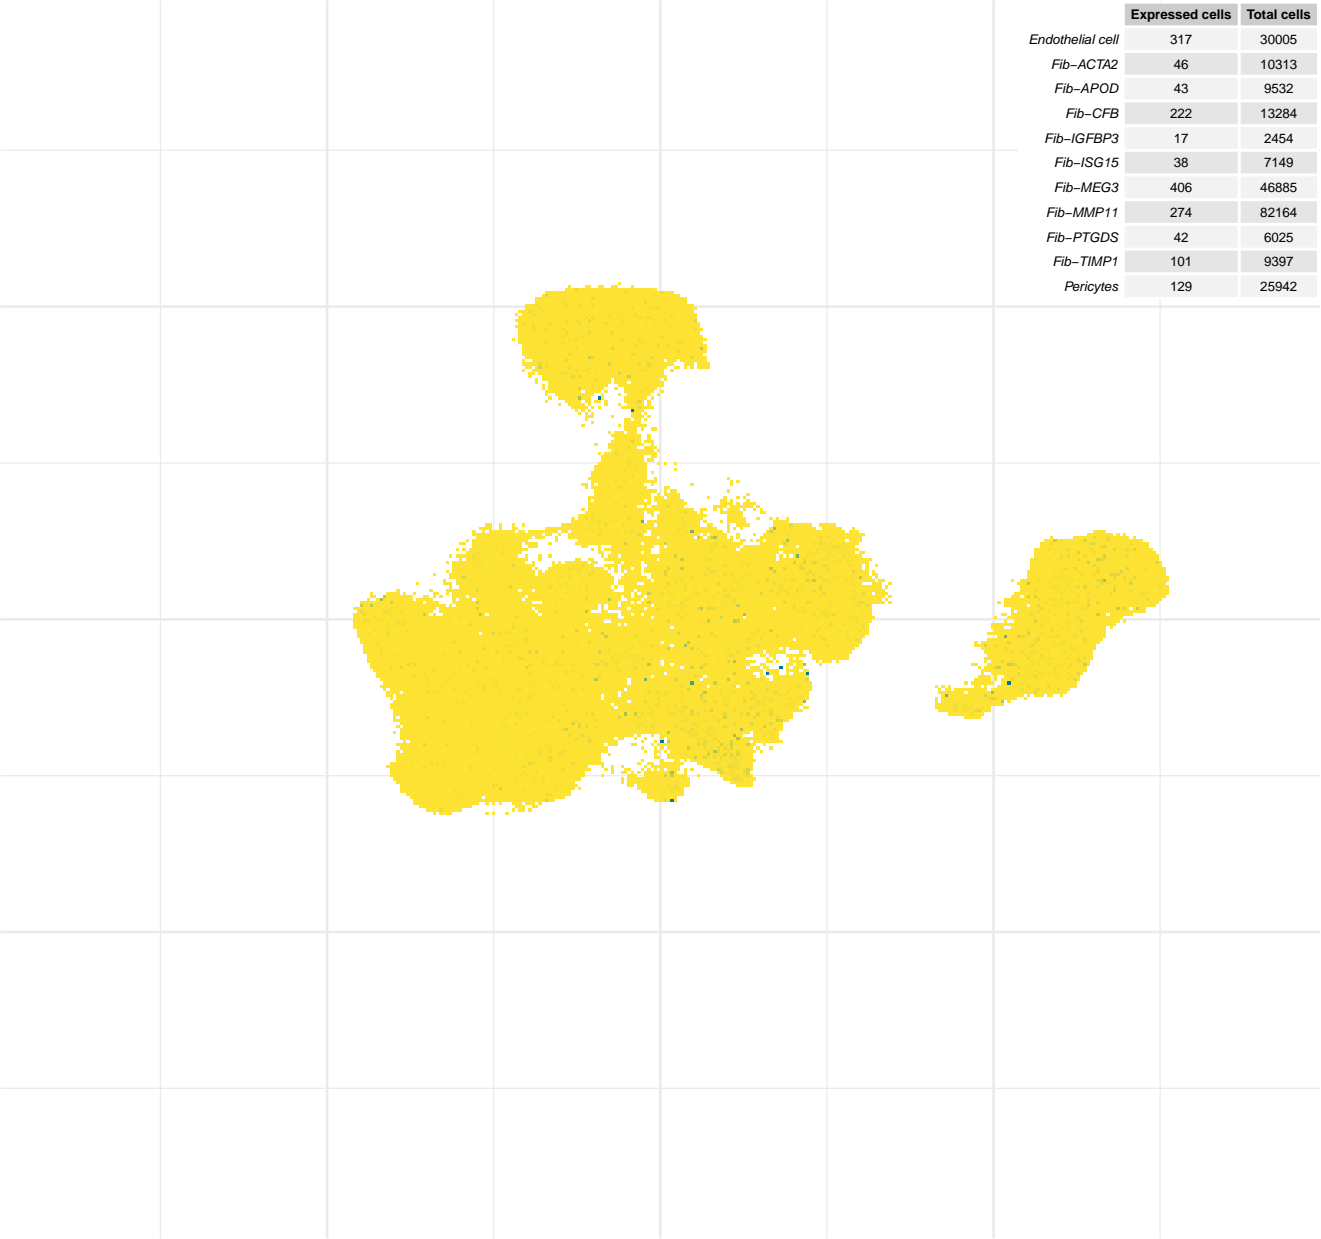 Expressed cells Total cells
Endothelial cell 317 30005
Fib−ACTA2 46 10313
Fib−APOD 43 9532
Fib−CFB 222 13284
Fib−IGFBP3 17 2454
Fib−ISG15 38 7149
Fib−MEG3 406 46885
Fib−MMP11 274 82164
Fib−PTGDS 42 6025
Fib−TIMP1 101 9397
Pericytes 129 25942